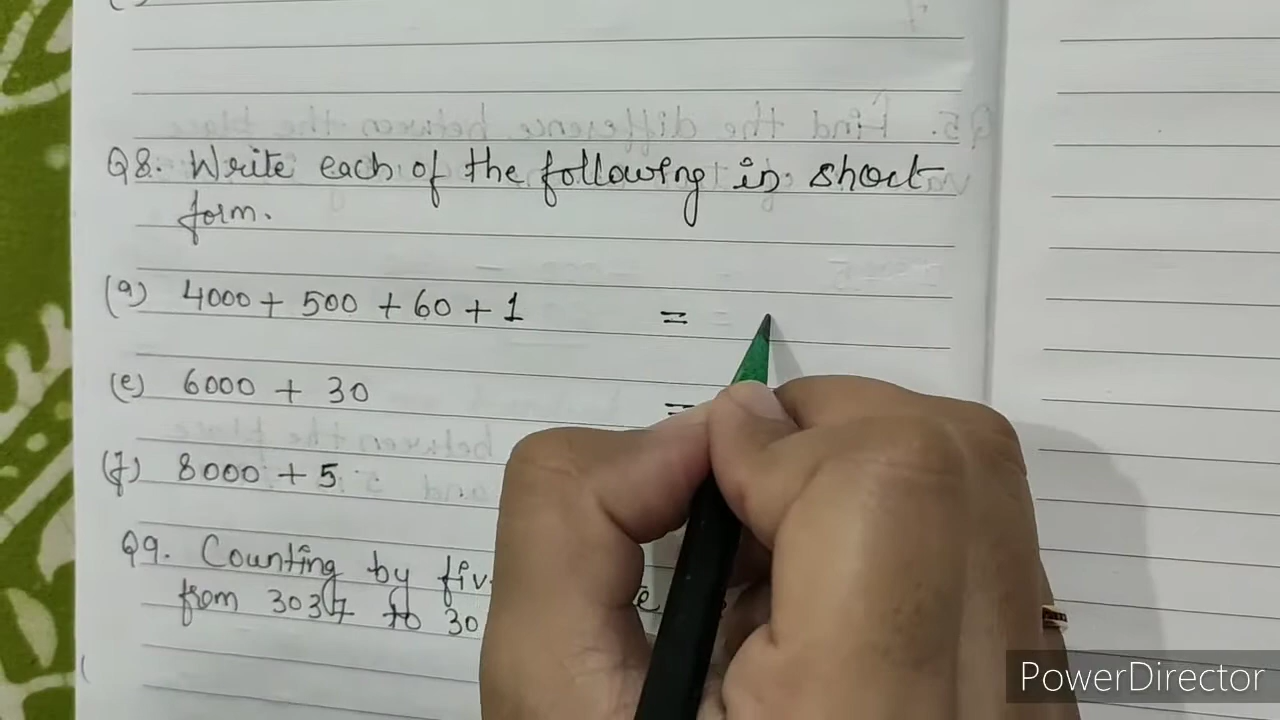 Q8. Write each of the following in short
form.
(a) 4000 + 500 + 60 + 1 =
(e) 6000 + 30 =
(f) 8000 + 5
Q9. Counting by fiv
from 3037 to 30
PowerDirector